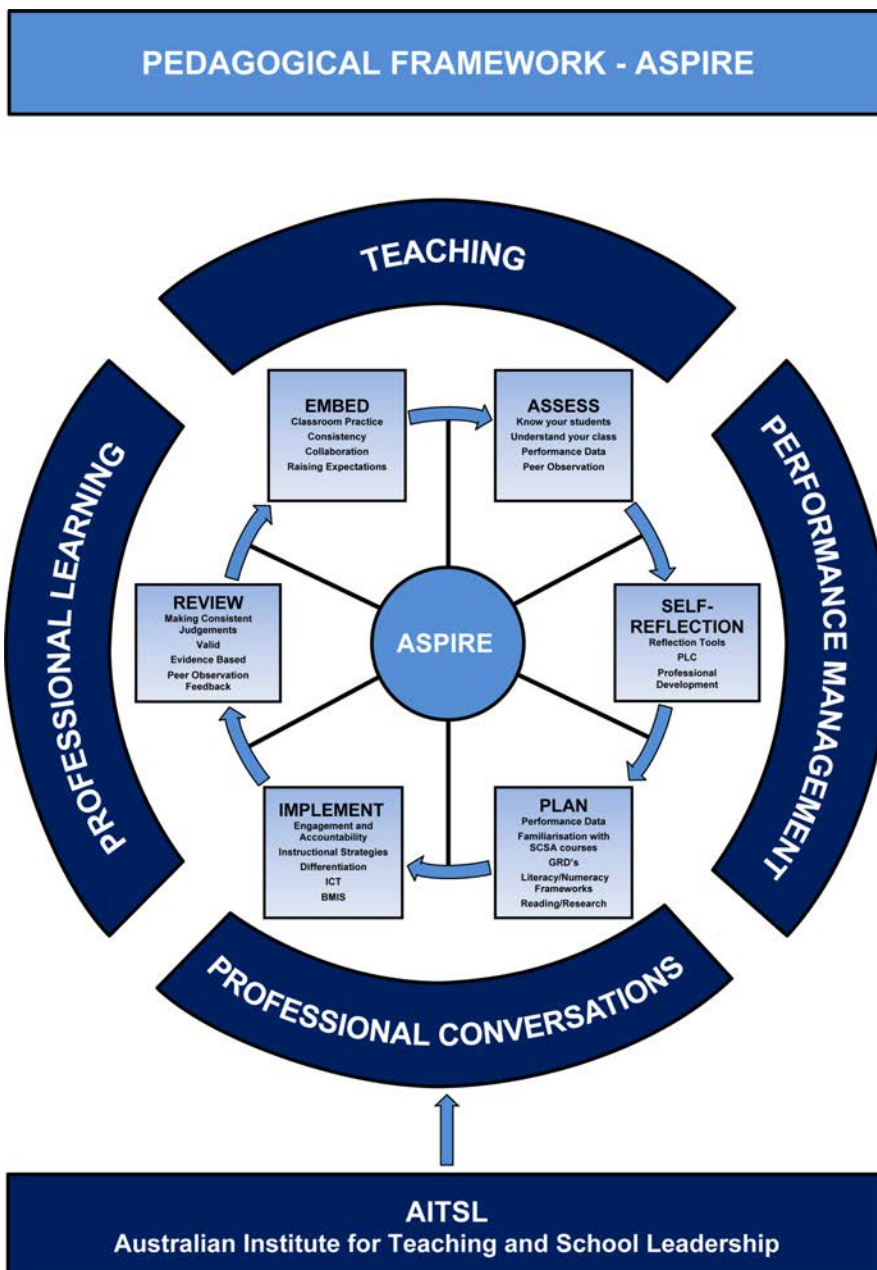 PEDAGOGICAL FRAMEWORK - ASPIRE
TEACHING
PROFESSIONAL LEARNING
PERFORMANCE MANAGEMENT
EMBED
Classroom Practice
Consistency
Collaboration
Raising Expectations
ASSESS
Know your students
Understand your class
Performance Data
Peer Observation
REVIEW
Making Consistent
Judgements
Valid
Evidence Based
Peer Observation
Feedback
ASPIRE
SELF-
REFLECTION
Reflection Tools
PLC
Professional
Development
IMPLEMENT
Engagement and
Accountability
Instructional Strategies
Differentiation
ICT
BMIS
PLAN
Performance Data
Familiarisation with
SCSA courses
GRD's
Literacy/Numeracy
Frameworks
Reading/Research
PROFESSIONAL CONVERSATIONS
AITSL
Australian Institute for Teaching and School Leadership